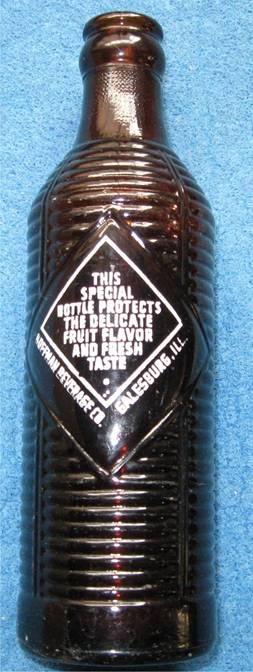 THIS
SPECIAL
BOTTLE PROTECTS
THE DELICATE
FRUIT FLAVOR
AND FRESH
TASTE
BEVERAGE CO.
GALESBURG, ILL.